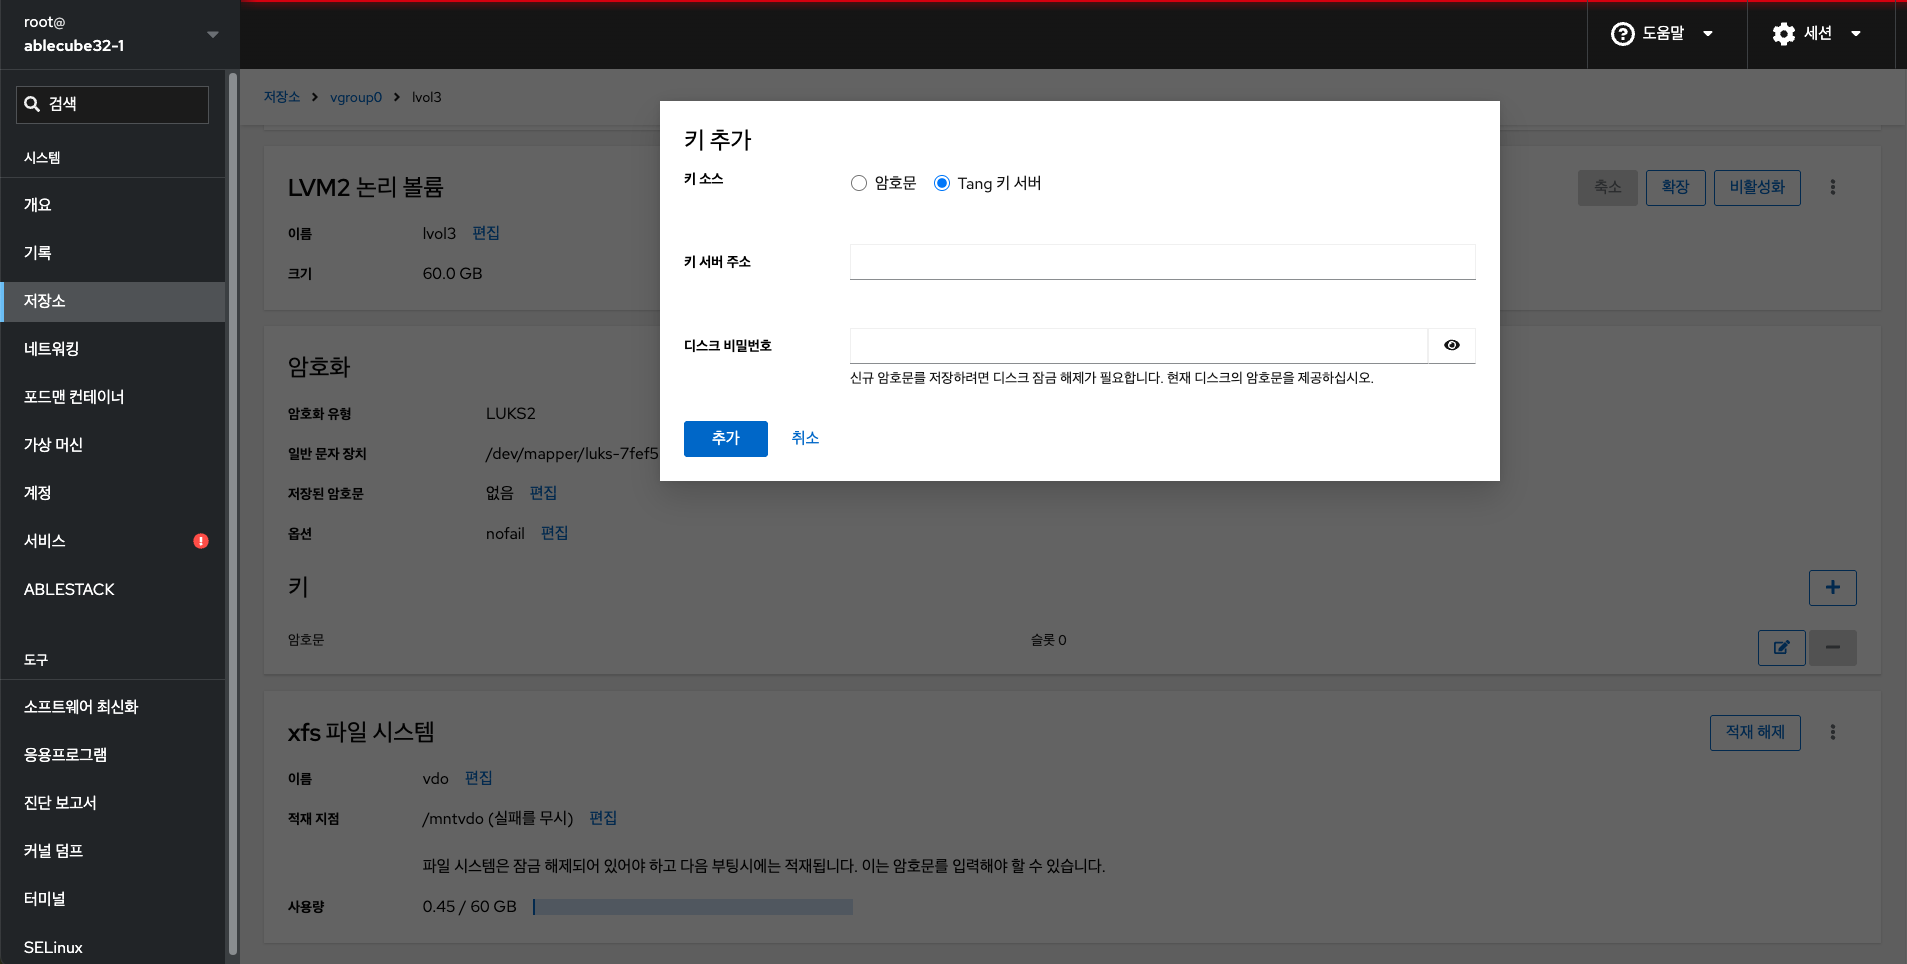 root@
ablecube32-1
도움말
세션
검색
시스템
개요
기록
저장소
네트워킹
포드맨 컨테이너
가상 머신
계정
서비스
ABLESTACK
도구
소프트웨어 최신화
응용프로그램
진단 보고서
커널 덤프
터미널
SELinux
저장소 > vgroup0 > lvol3
LVM2 논리 볼륨
축소
확장
비활성화
이름 lvol3 편집
크기 60.0 GB
암호화
암호화 유형 LUKS2
일반 문자 장치 /dev/mapper/luks-7fef5
저장된 암호문 없음 편집
옵션 nofail 편집
키
암호문 슬롯 0
xfs 파일 시스템
적재 해제
이름 vdo 편집
적재 지점 /mntvdo (실패를 무시) 편집
파일 시스템은 잠금 해제되어 있어야 하고 다음 부팅시에는 적재됩니다. 이는 암호문를 입력해야 할 수 있습니다.
사용량 0.45 / 60 GB
키 추가
키 소스 암호문 Tang 키 서버
키 서버 주소
디스크 비밀번호
신규 암호문를 저장하려면 디스크 잠금 해제가 필요합니다. 현재 디스크의 암호문을 제공하십시오.
추가 취소